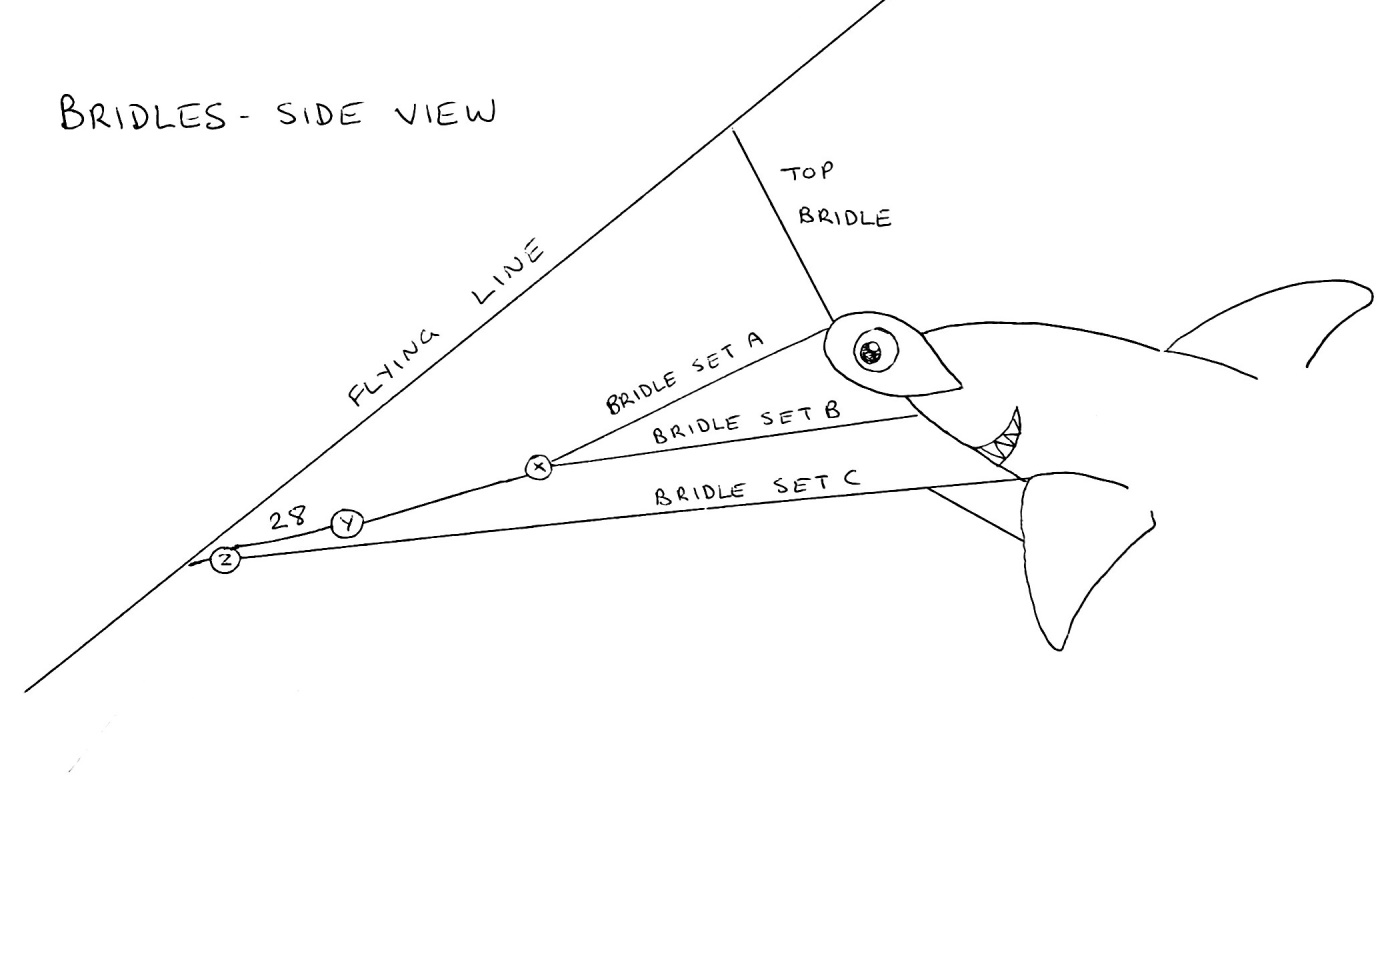 BRIDLES - SIDE VIEW
TOP
BRIDLE
FLYING LINE
BRIDLE SET A
BRIDLE SET B
X
BRIDLE SET C
28
Y
Z